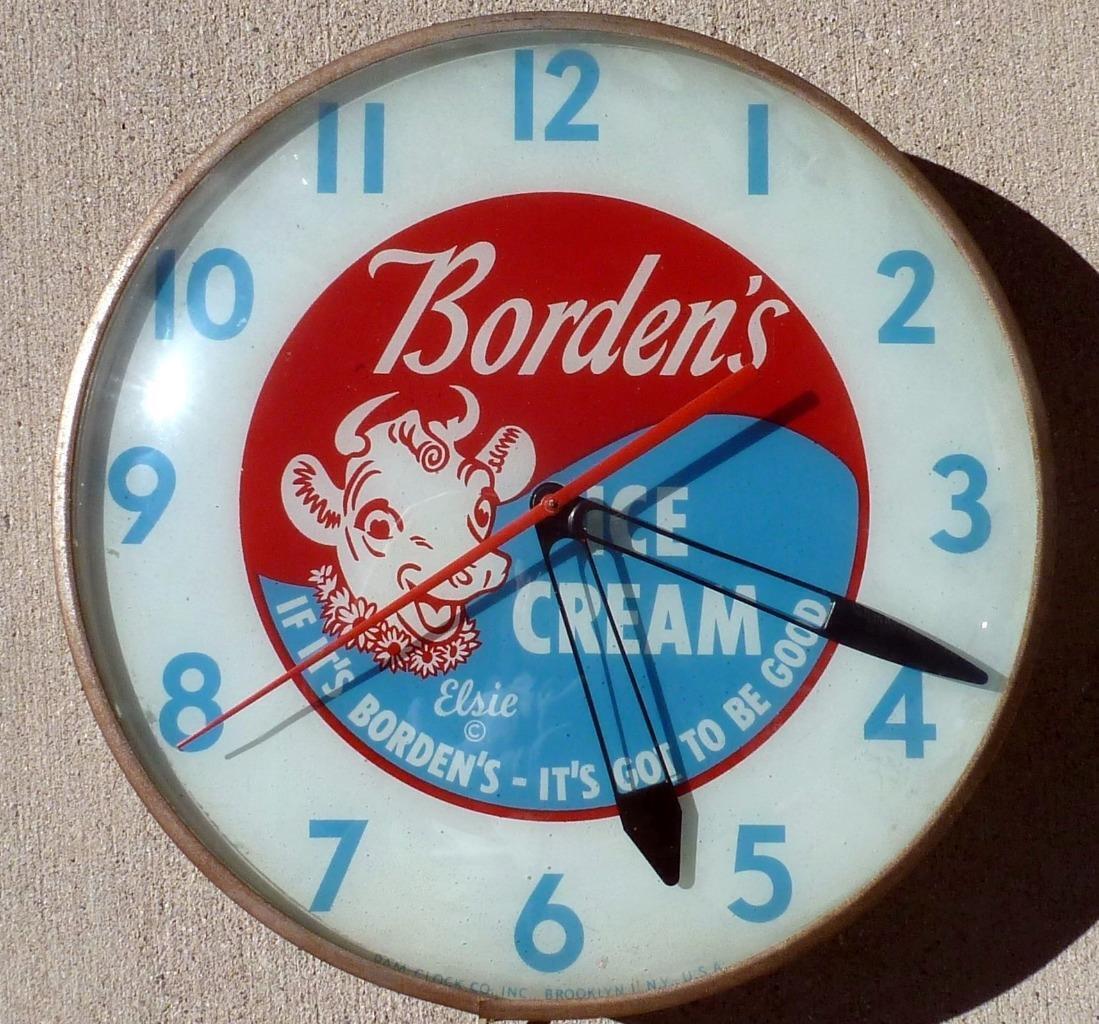 12
11
1
10
2
9
3
8
4
7
5
6
Borden's
ICE
CREAM
Elsie
©
IF IT'S BORDEN'S - IT'S GOT TO BE GOOD
PAM CLOCK CO. INC. BROOKLYN 1 N.Y., U.S.A.